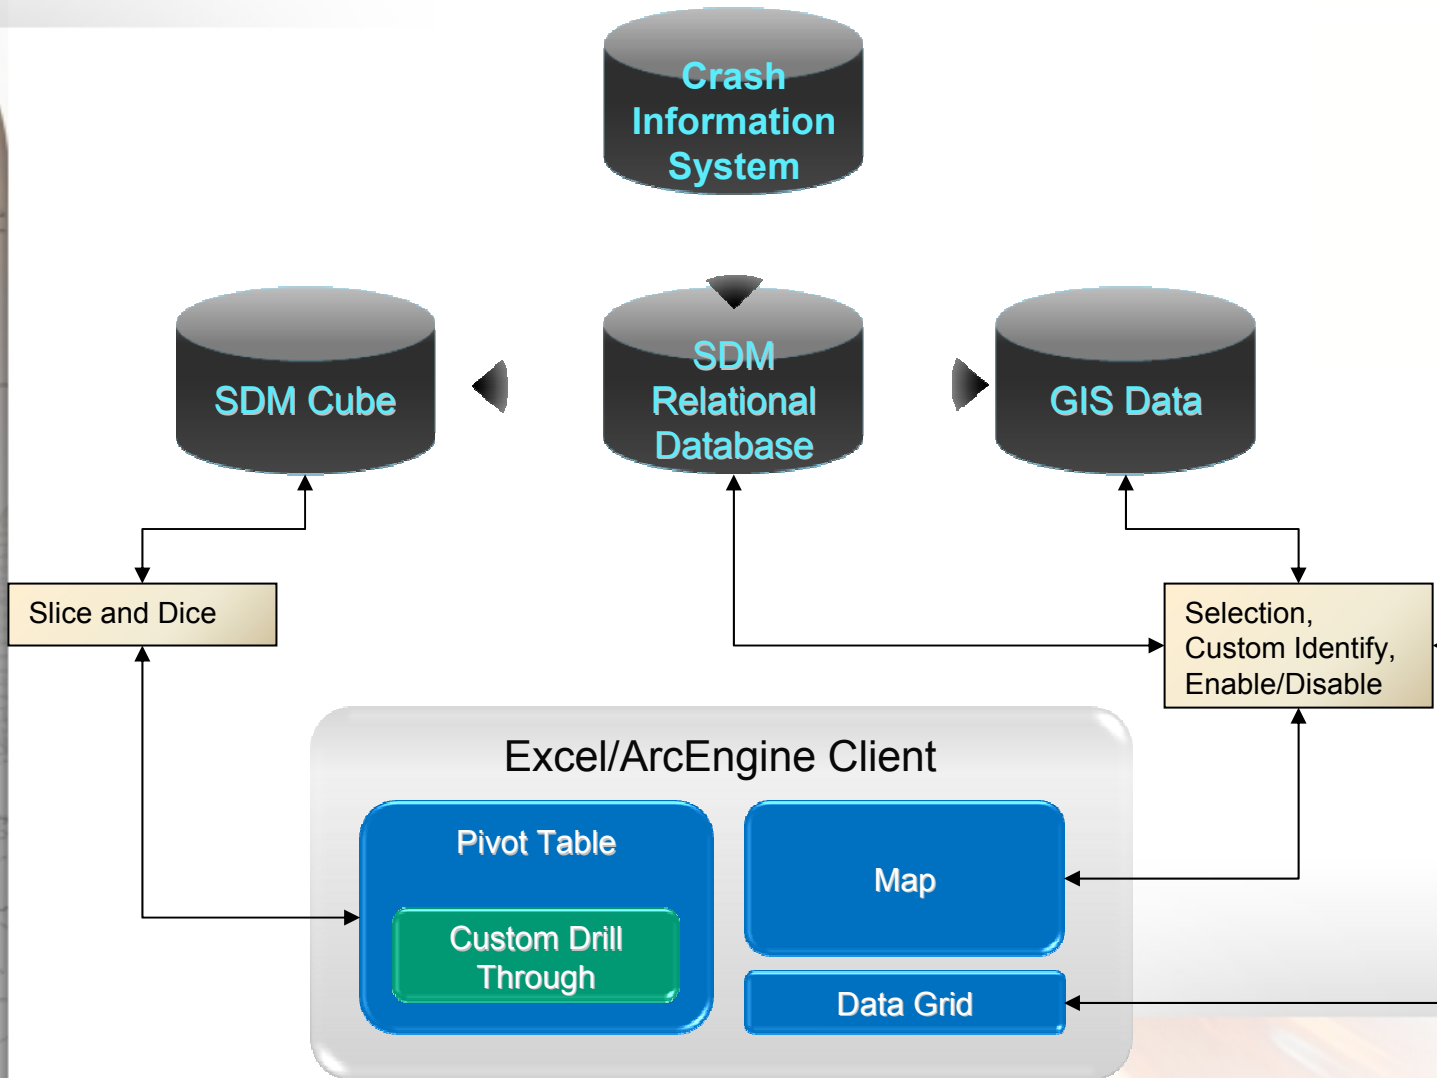 Crash
Information
System
SDM Cube
SDM
Relational
Database
GIS Data
Slice and Dice
Selection,
Custom Identify,
Enable/Disable
Excel/ArcEngine Client
Pivot Table
Custom Drill
Through
Map
Data Grid